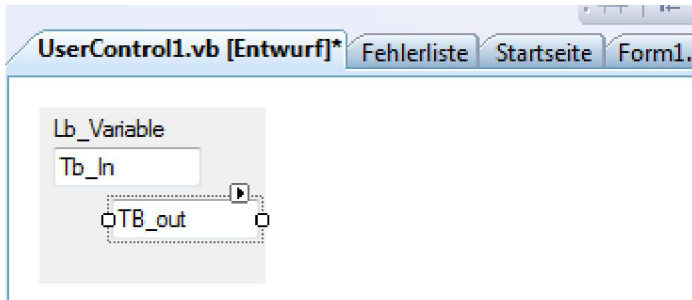 UserControl1.vb [Entwurf]* Fehlerliste Startseite Form1.
Lb_Variable
Tb_In
TB_out